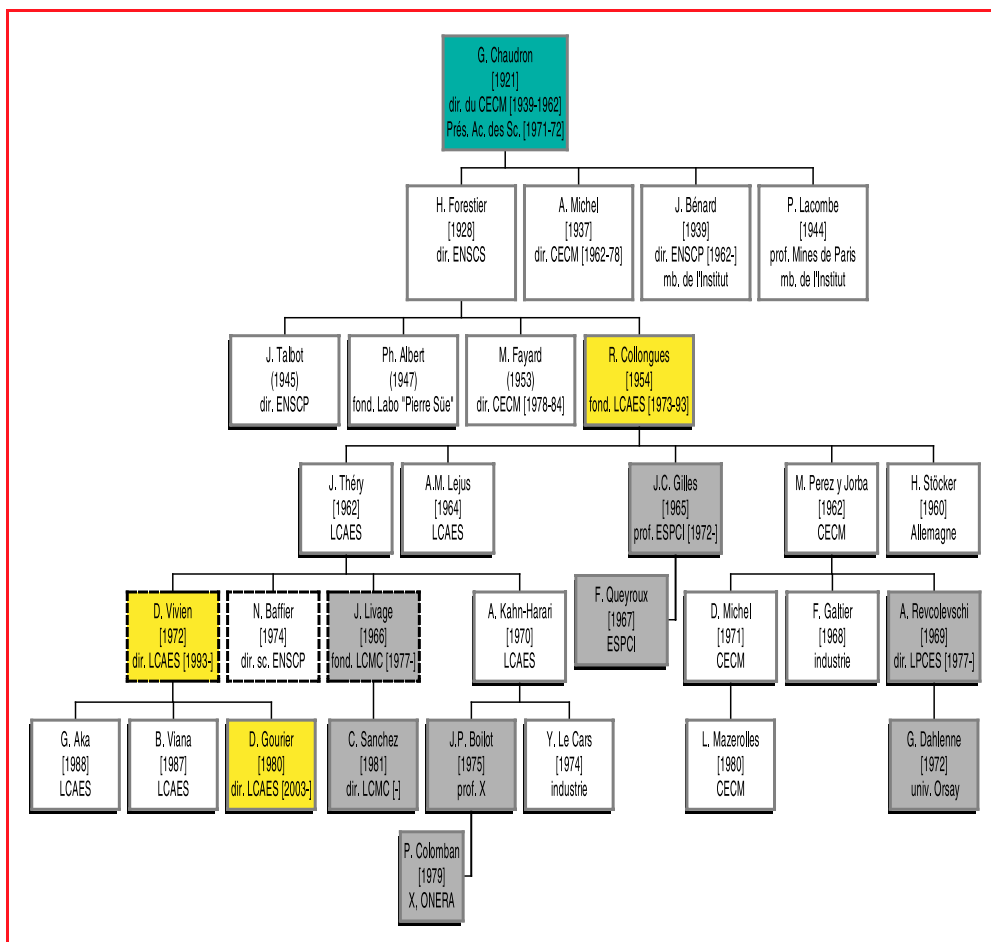 G. Chaudron
[1921]
dir. du CECM [1939-1962]
Prés. Ac. des Sc. [1971-72]
H. Forestier
[1928]
dir. ENSCS
A. Michel
[1937]
dir. CECM [1962-78]
J. Bénard
[1939]
dir. ENSCP [1962-]
mb. de l'Institut
P. Lacombe
[1944]
prof. Mines de Paris
mb. de l'Institut
J. Talbot
(1945)
dir. ENSCP
Ph. Albert
(1947)
fond. Labo "Pierre Süe"
M. Fayard
(1953)
dir. CECM [1978-84]
R. Collongues
[1954]
fond. LCAES [1973-93]
J. Théry
[1962]
LCAES
A.M. Lejus
[1964]
LCAES
J.C. Gilles
[1965]
prof. ESPCI [1972-]
M. Perez y Jorba
[1962]
CECM
H. Stöcker
[1960]
Allemagne
D. Vivien
[1972]
dir. LCAES [1993-]
N. Baffier
[1974]
dir. sc. ENSCP
J. Livage
[1966]
fond. LCMC [1977-]
A. Kahn-Harari
[1970]
LCAES
F. Queyroux
[1967]
ESPCI
D. Michel
[1971]
CECM
F. Galtier
[1968]
industrie
A. Revcolevschi
[1969]
dir. LPCES [1977-]
G. Aka
[1988]
LCAES
B. Viana
[1987]
LCAES
D. Gourier
[1980]
dir. LCAES [2003-]
C. Sanchez
[1981]
dir. LCMC [-]
J.P. Boilot
[1975]
prof. X
Y. Le Cars
[1974]
industrie
L. Mazerolles
[1980]
CECM
G. Dahlenne
[1972]
univ. Orsay
P. Colomban
[1979]
X, ONERA